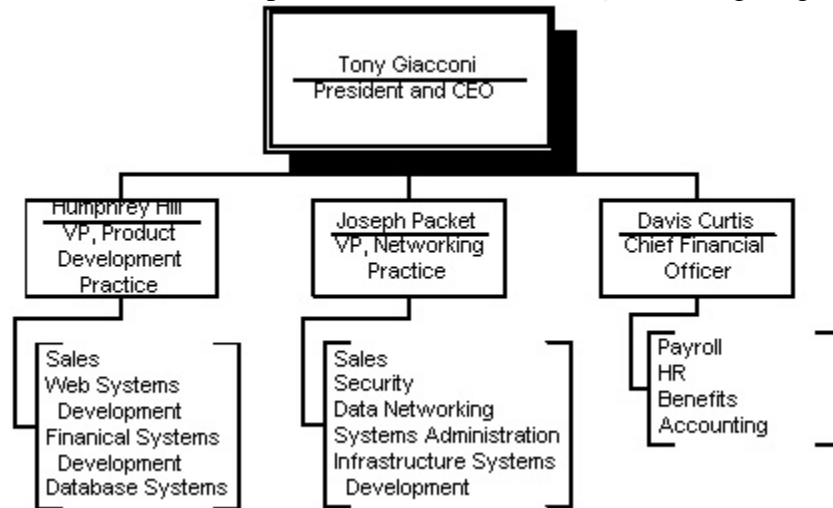 Tony Giacconi
President and CEO
Humphrey Hill
VP, Product
Development
Practice
Joseph Packet
VP, Networking
Practice
Davis Curtis
Chief Financial
Officer
Sales
Web Systems
Development
Finanical Systems
Development
Database Systems
Sales
Security
Data Networking
Systems Administration
Infrastructure Systems
Development
Payroll
HR
Benefits
Accounting